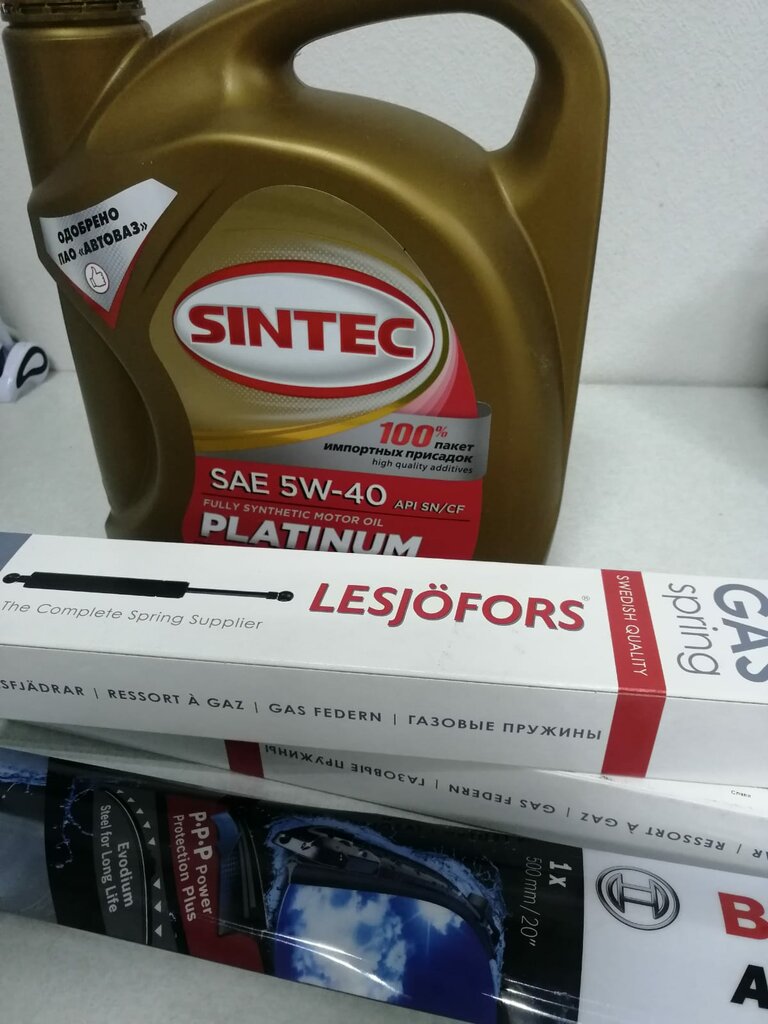 ОДОБРЕНО
ПАО «АВТОВАЗ»
SINTEC
100%
пакет
импортных присадок
high quality additives
SAE 5W-40 API SN/CF
FULLY SYNTHETIC MOTOR OIL
PLATINUM
The Complete Spring Supplier
LESJÖFORS®
SWEDISH QUALITY
GAS
spring
SFJÄDRAR | RESSORT À GAZ | GAS FEDERN | ГАЗОВЫЕ ПРУЖИНЫ
RESSORT À GAZ | GAS FEDERN | ГАЗОВЫЕ ПРУЖИНЫ
Evodium
Steel for Long Life
P·P·P Power
Protection Plus
1x
500 mm / 20"
B
A